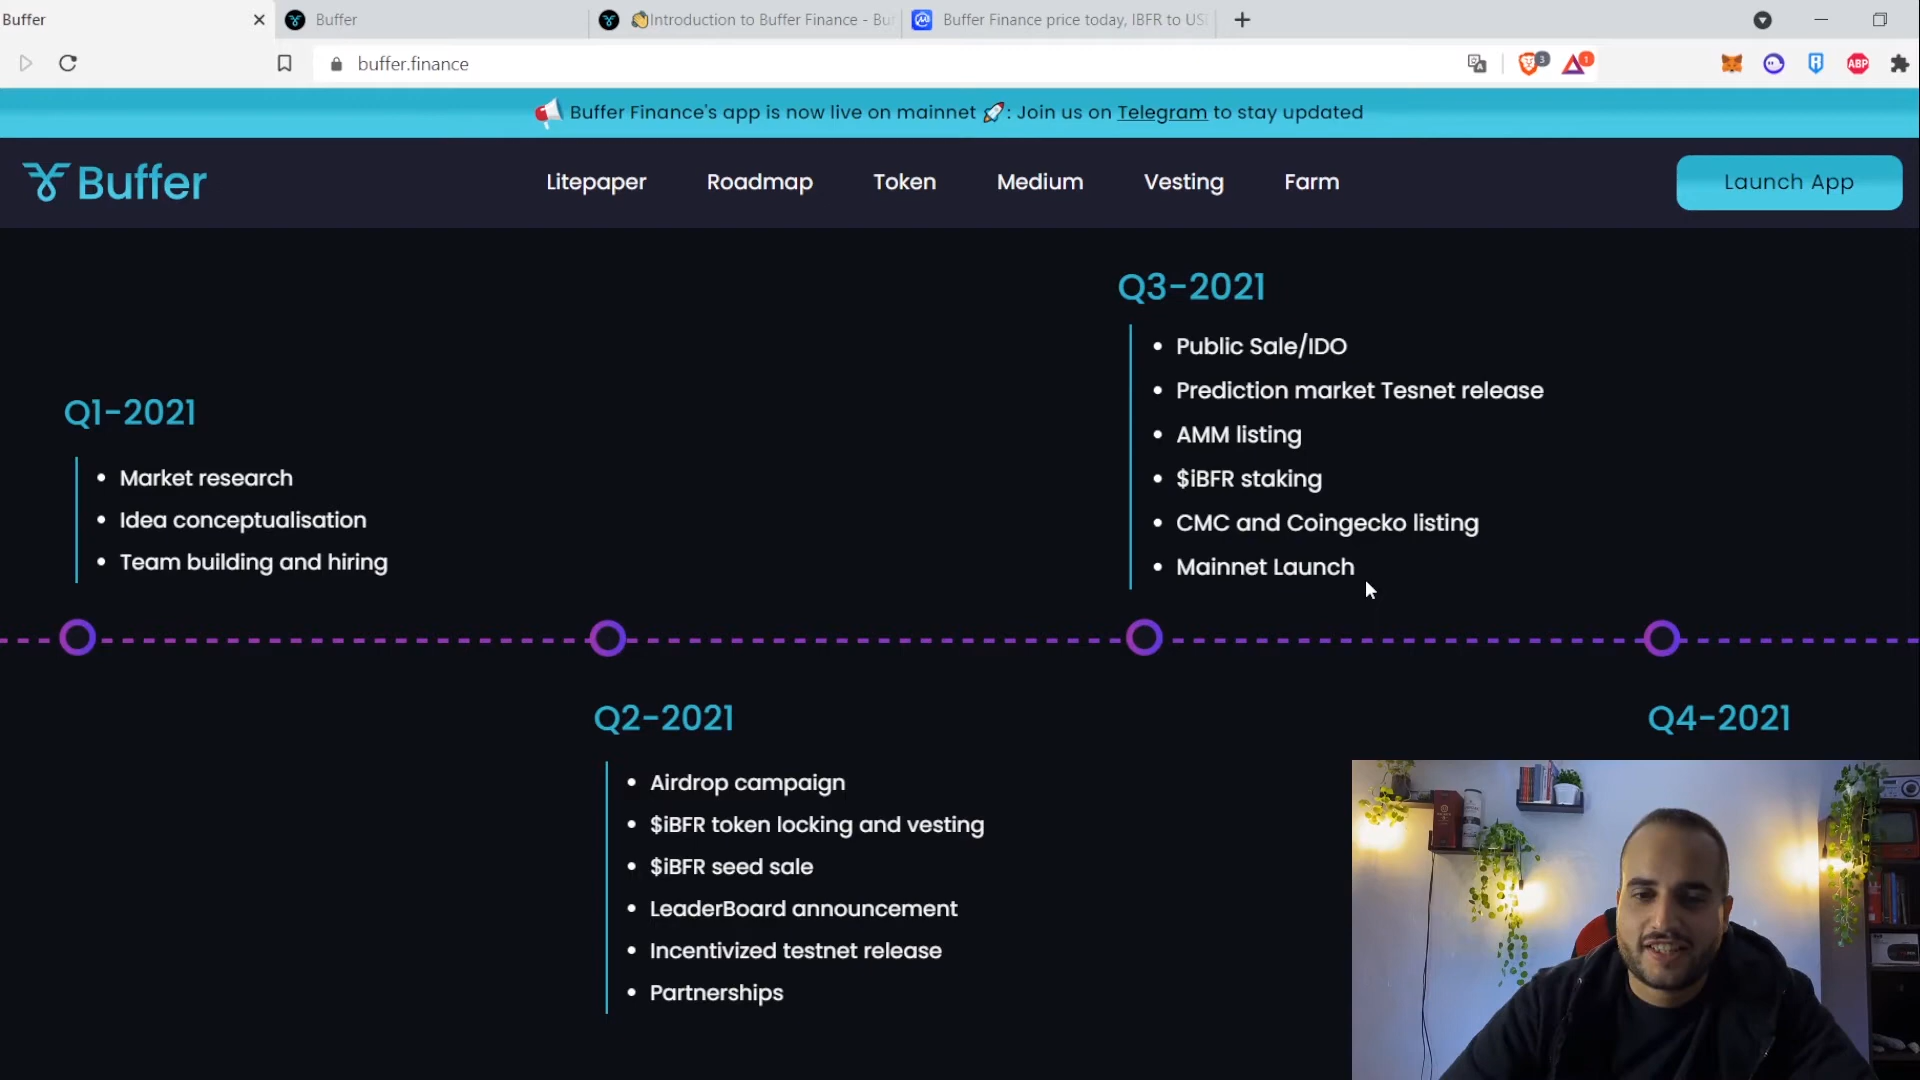 Buffer
Buffer
Introduction to Buffer Finance - Bu
Buffer Finance price today, IBFR to US
buffer.finance
3
1
ABP
Buffer Finance's app is now live on mainnet 🚀: Join us on Telegram to stay updated
Buffer
Litepaper
Roadmap
Token
Medium
Vesting
Farm
Launch App
Q3-2021
• Public Sale/IDO
• Prediction market Tesnet release
• AMM listing
• $iBFR staking
• CMC and Coingecko listing
• Mainnet Launch
Q1-2021
• Market research
• Idea conceptualisation
• Team building and hiring
Q2-2021
• Airdrop campaign
• $iBFR token locking and vesting
• $iBFR seed sale
• LeaderBoard announcement
• Incentivized testnet release
• Partnerships
Q4-2021